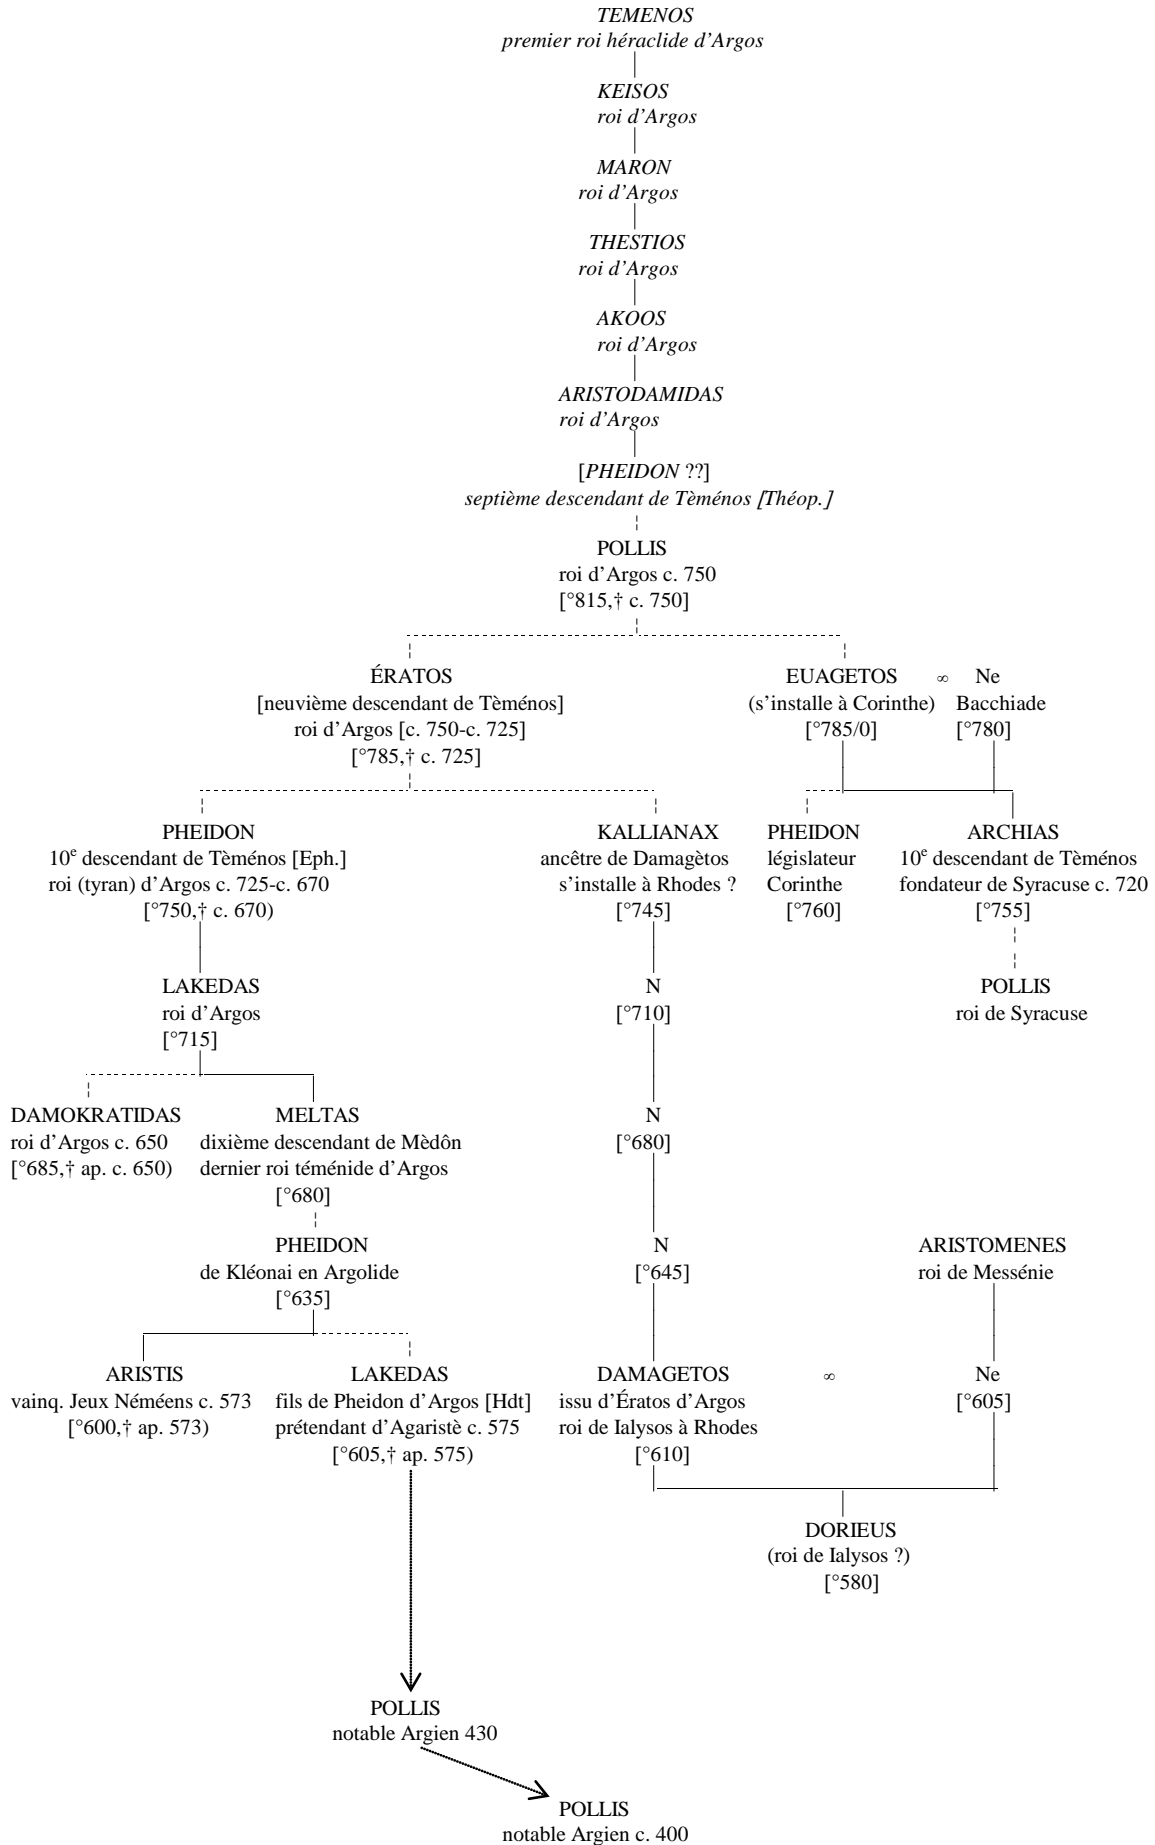 TEMENOS
premier roi héraclide d'Argos
KEISOS
roi d'Argos
MARON
roi d'Argos
THESTIOS
roi d'Argos
AKOOS
roi d'Argos
ARISTODAMIDAS
roi d'Argos
[PHEIDON ??]
septième descendant de Tèménos [Théop.]
POLLIS
roi d'Argos c. 750
[°815,† c. 750]
ÉRATOS
[neuvième descendant de Tèménos]
roi d'Argos [c. 750-c. 725]
[°785,† c. 725]
EUAGETOS ∞ Ne
(s'installe à Corinthe) Bacchiade
[°785/0] [°780]
PHEIDON
10e descendant de Tèménos [Eph.]
roi (tyran) d'Argos c. 725-c. 670
[°750,† c. 670)
KALLIANAX
ancêtre de Damagètos
s'installe à Rhodes ?
[°745]
PHEIDON
législateur
Corinthe
[°760]
ARCHIAS
10e descendant de Tèménos
fondateur de Syracuse c. 720
[°755]
LAKEDAS
roi d'Argos
[°715]
N
[°710]
POLLIS
roi de Syracuse
DAMOKRATIDAS
roi d'Argos c. 650
[°685,† ap. c. 650)
MELTAS
dixième descendant de Mèdôn
dernier roi téménide d'Argos
[°680]
N
[°680]
PHEIDON
de Kléonai en Argolide
[°635]
N
[°645]
ARISTOMENES
roi de Messénie
ARISTIS
vainq. Jeux Néméens c. 573
[°600,† ap. 573)
LAKEDAS
fils de Pheidon d'Argos [Hdt]
prétendant d'Agaristè c. 575
[°605,† ap. 575)
DAMAGETOS ∞ Ne
issu d'Ératos d'Argos [°605]
roi de Ialysos à Rhodes
[°610]
DORIEUS
(roi de Ialysos ?)
[°580]
POLLIS
notable Argien 430
POLLIS
notable Argien c. 400